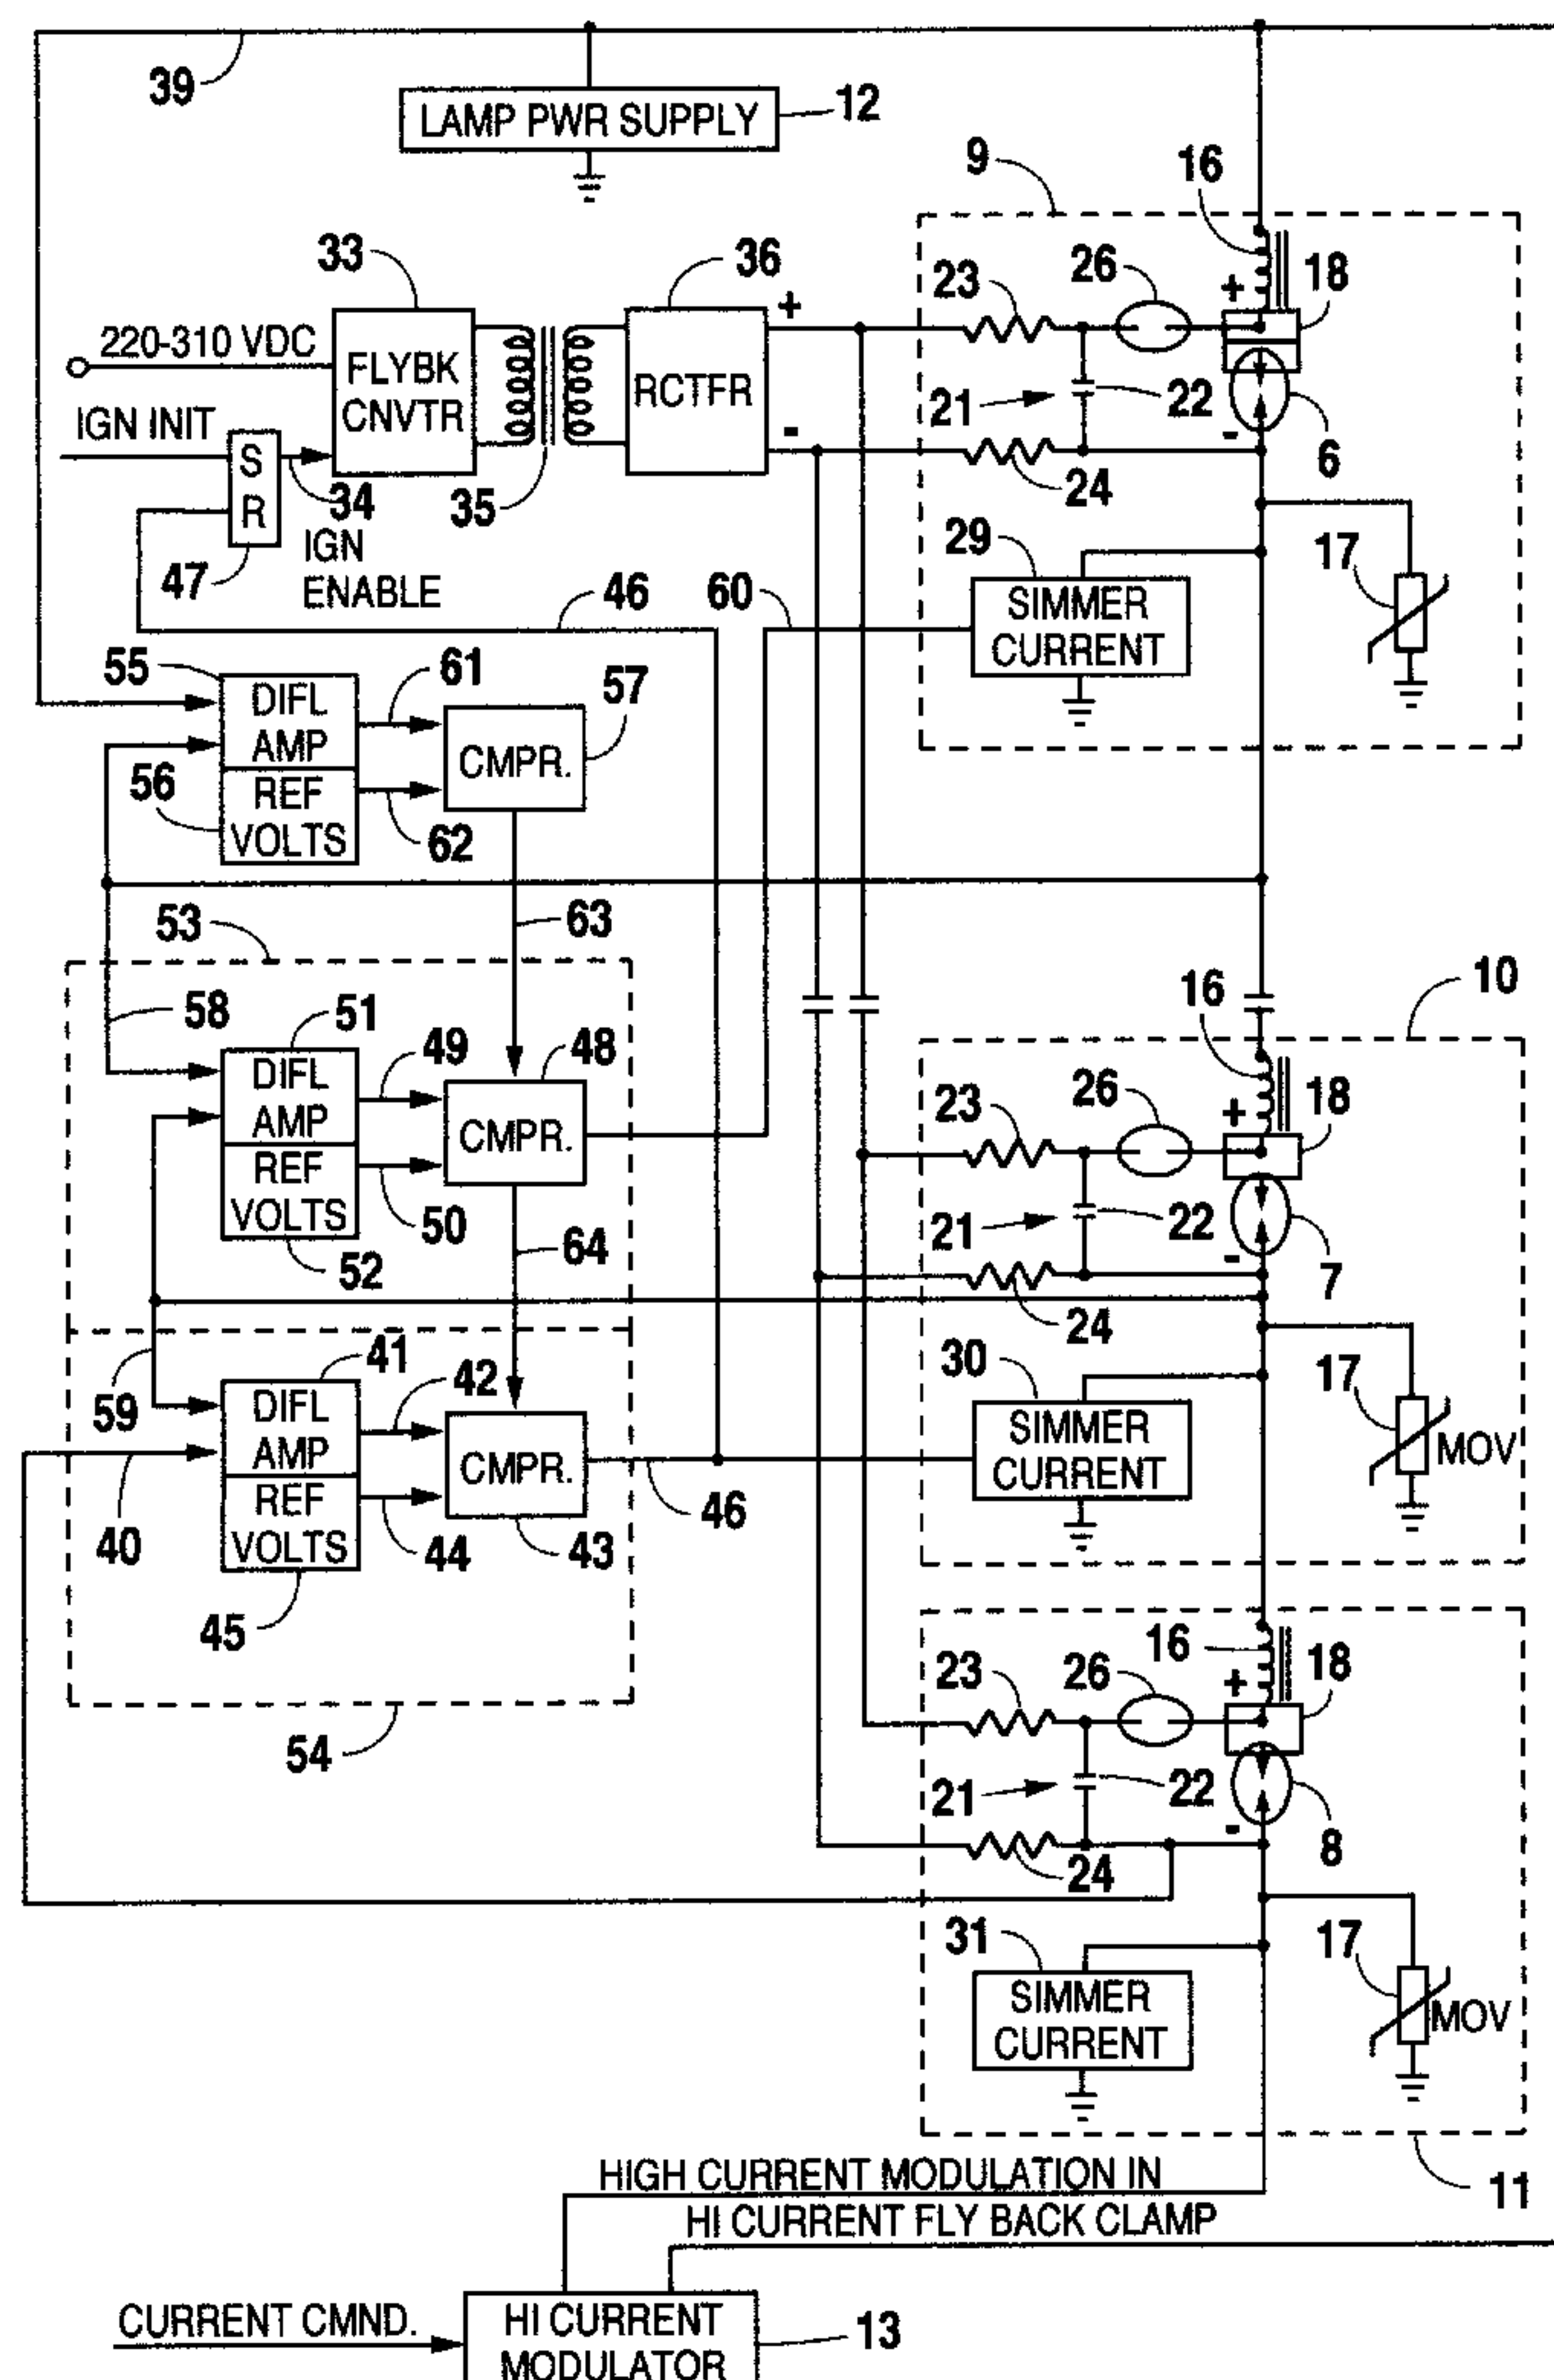 39
LAMP PWR SUPPLY
12
9
16
33
36
23
26
18
+
+
220-310 VDC
FLYBK
CNVTR
RCTFR
IGN INIT
21
22
S
R
-
-
6
34
35
24
IGN
ENABLE
47
29
17
46
60
SIMMER
CURRENT
55
61
57
DIFL
AMP
CMPR.
56
REF
VOLTS
62
53
63
10
16
58
51
49
48
23
26
18
+
DIFL
AMP
CMPR.
REF
VOLTS
50
21
22
52
64
-
7
24
41
42
30
17
59
DIFL
AMP
CMPR.
SIMMER
CURRENT
MOV
REF
VOLTS
40
44
43
46
45
16
23
26
18
+
54
21
22
-
8
24
31
17
SIMMER
CURRENT
MOV
HIGH CURRENT MODULATION IN
11
HI CURRENT FLY BACK CLAMP
CURRENT CMND.
HI CURRENT
MODULATOR
13